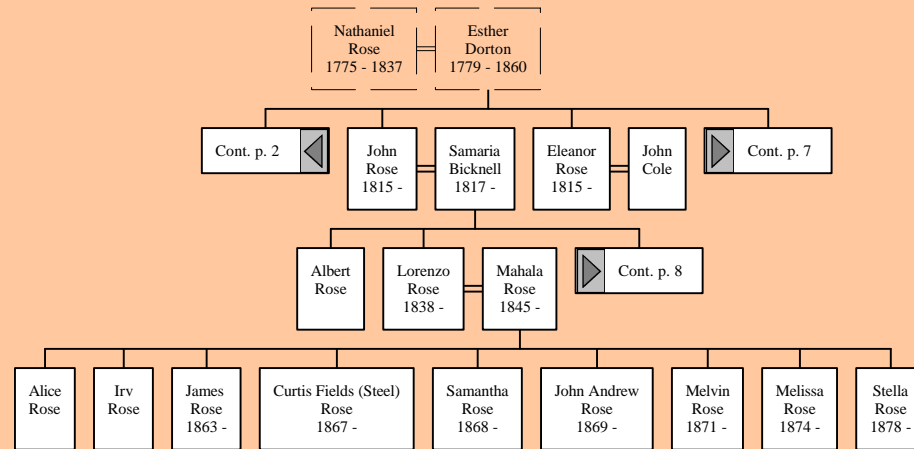 Nathaniel
Rose
1775 - 1837
Esther
Dorton
1779 - 1860
Cont. p. 2
John
Rose
1815 -
Samaria
Bicknell
1817 -
Eleanor
Rose
1815 -
John
Cole
Cont. p. 7
Albert
Rose
Lorenzo
Rose
1838 -
Mahala
Rose
1845 -
Cont. p. 8
Alice
Rose
Irv
Rose
James
Rose
1863 -
Curtis Fields (Steel)
Rose
1867 -
Samantha
Rose
1868 -
John Andrew
Rose
1869 -
Melvin
Rose
1871 -
Melissa
Rose
1874 -
Stella
Rose
1878 -